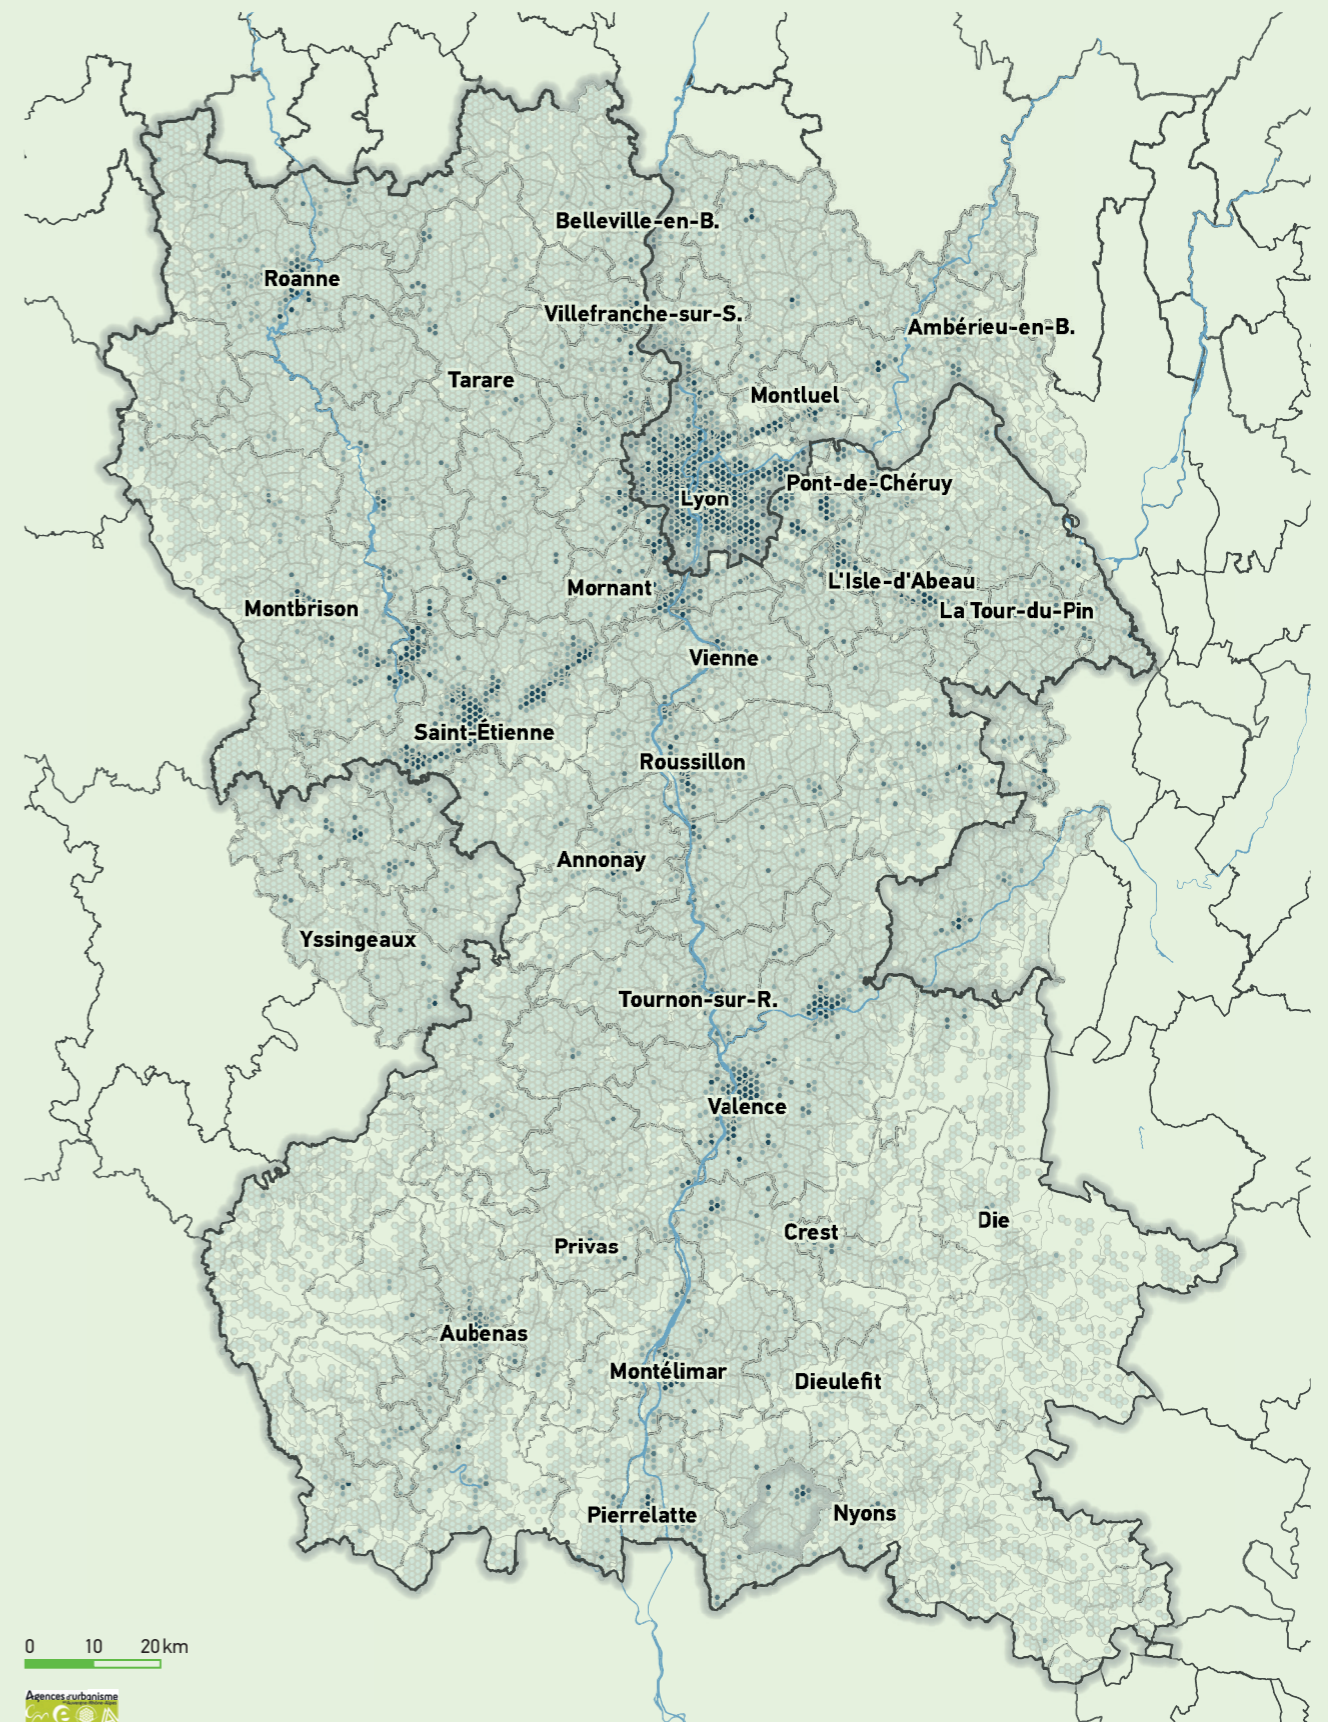 Belleville-en-B.
Roanne
Villefranche-sur-S.
Ambérieu-en-B.
Tarare
Montluel
Pont-de-Chéruy
Lyon
L'Isle-d'Abeau
Mornant
Montbrison
La Tour-du-Pin
Vienne
Saint-Étienne
Roussillon
Annonay
Yssingeaux
Tournon-sur-R.
Valence
Die
Crest
Privas
Aubenas
Montélimar
Dieulefit
Nyons
Pierrelatte
0 10 20 km
Agences d'urbanisme